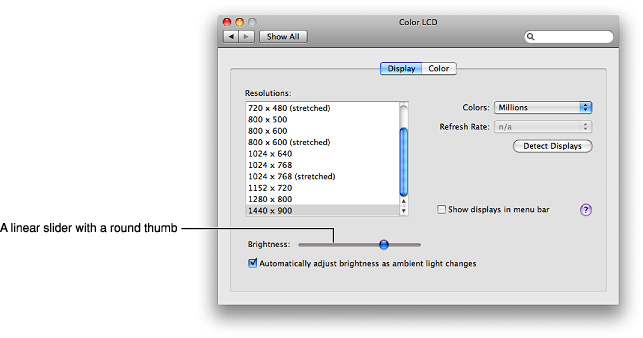 Color LCD
Show All
Display Color
Resolutions:
720 x 480 (stretched)
800 x 500
800 x 600
800 x 600 (stretched)
1024 x 640
1024 x 768
1024 x 768 (stretched)
1152 x 720
1280 x 800
1440 x 900
Colors: Millions
Refresh Rate: n/a
Detect Displays
Show displays in menu bar ?
A linear slider with a round thumb
Brightness:
Automatically adjust brightness as ambient light changes